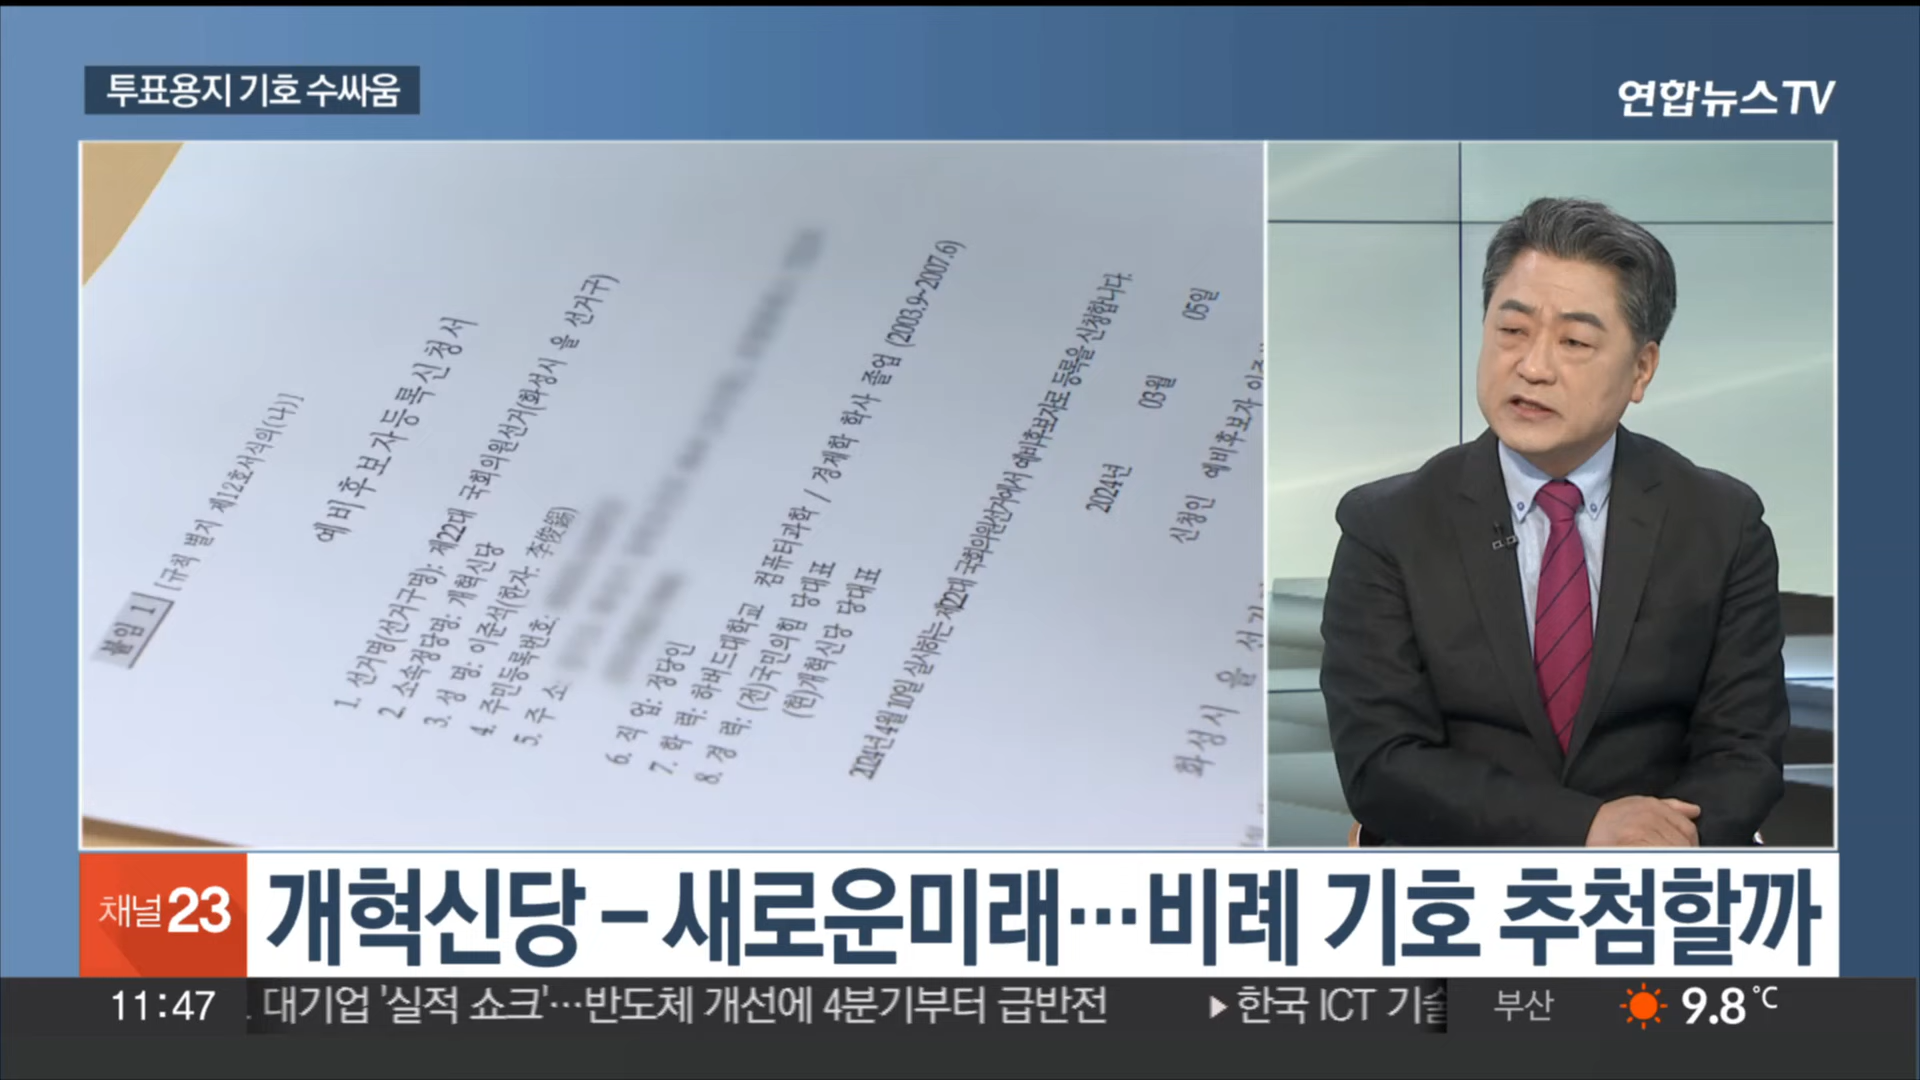 투표용지 기호 수싸움
연합뉴스TV
붙임 1
[규칙 별지 제12호서식의(나)]
예비후보자등록신청서
1. 선거명(선거구명): 제22대 국회의원선거(화성시 을 선거구)
2. 소속정당명: 개혁신당
3. 성 명: 이준석(한자: 李俊錫)
4. 주민등록번호:
5. 주 소
6. 직 업: 정당인
7. 학 력: 하버드대학교 컴퓨터과학 / 경제학 학사 졸업 (2003.9~2007.6)
8. 경 력: (전)국민의힘 당대표
(현)개혁신당 당대표
2024년 4월 10일 실시하는 제22대 국회의원선거에서 예비후보자로 등록을 신청합니다.
2024년 03월 05일
신청인 예비후보자 이준
화성시 을 선거
채널 23
개혁신당-새로운미래…비례 기호 추첨할까
11:47
대기업 '실적 쇼크'…반도체 개선에 4분기부터 급반전
▶한국 ICT 기술
부산
9.8℃